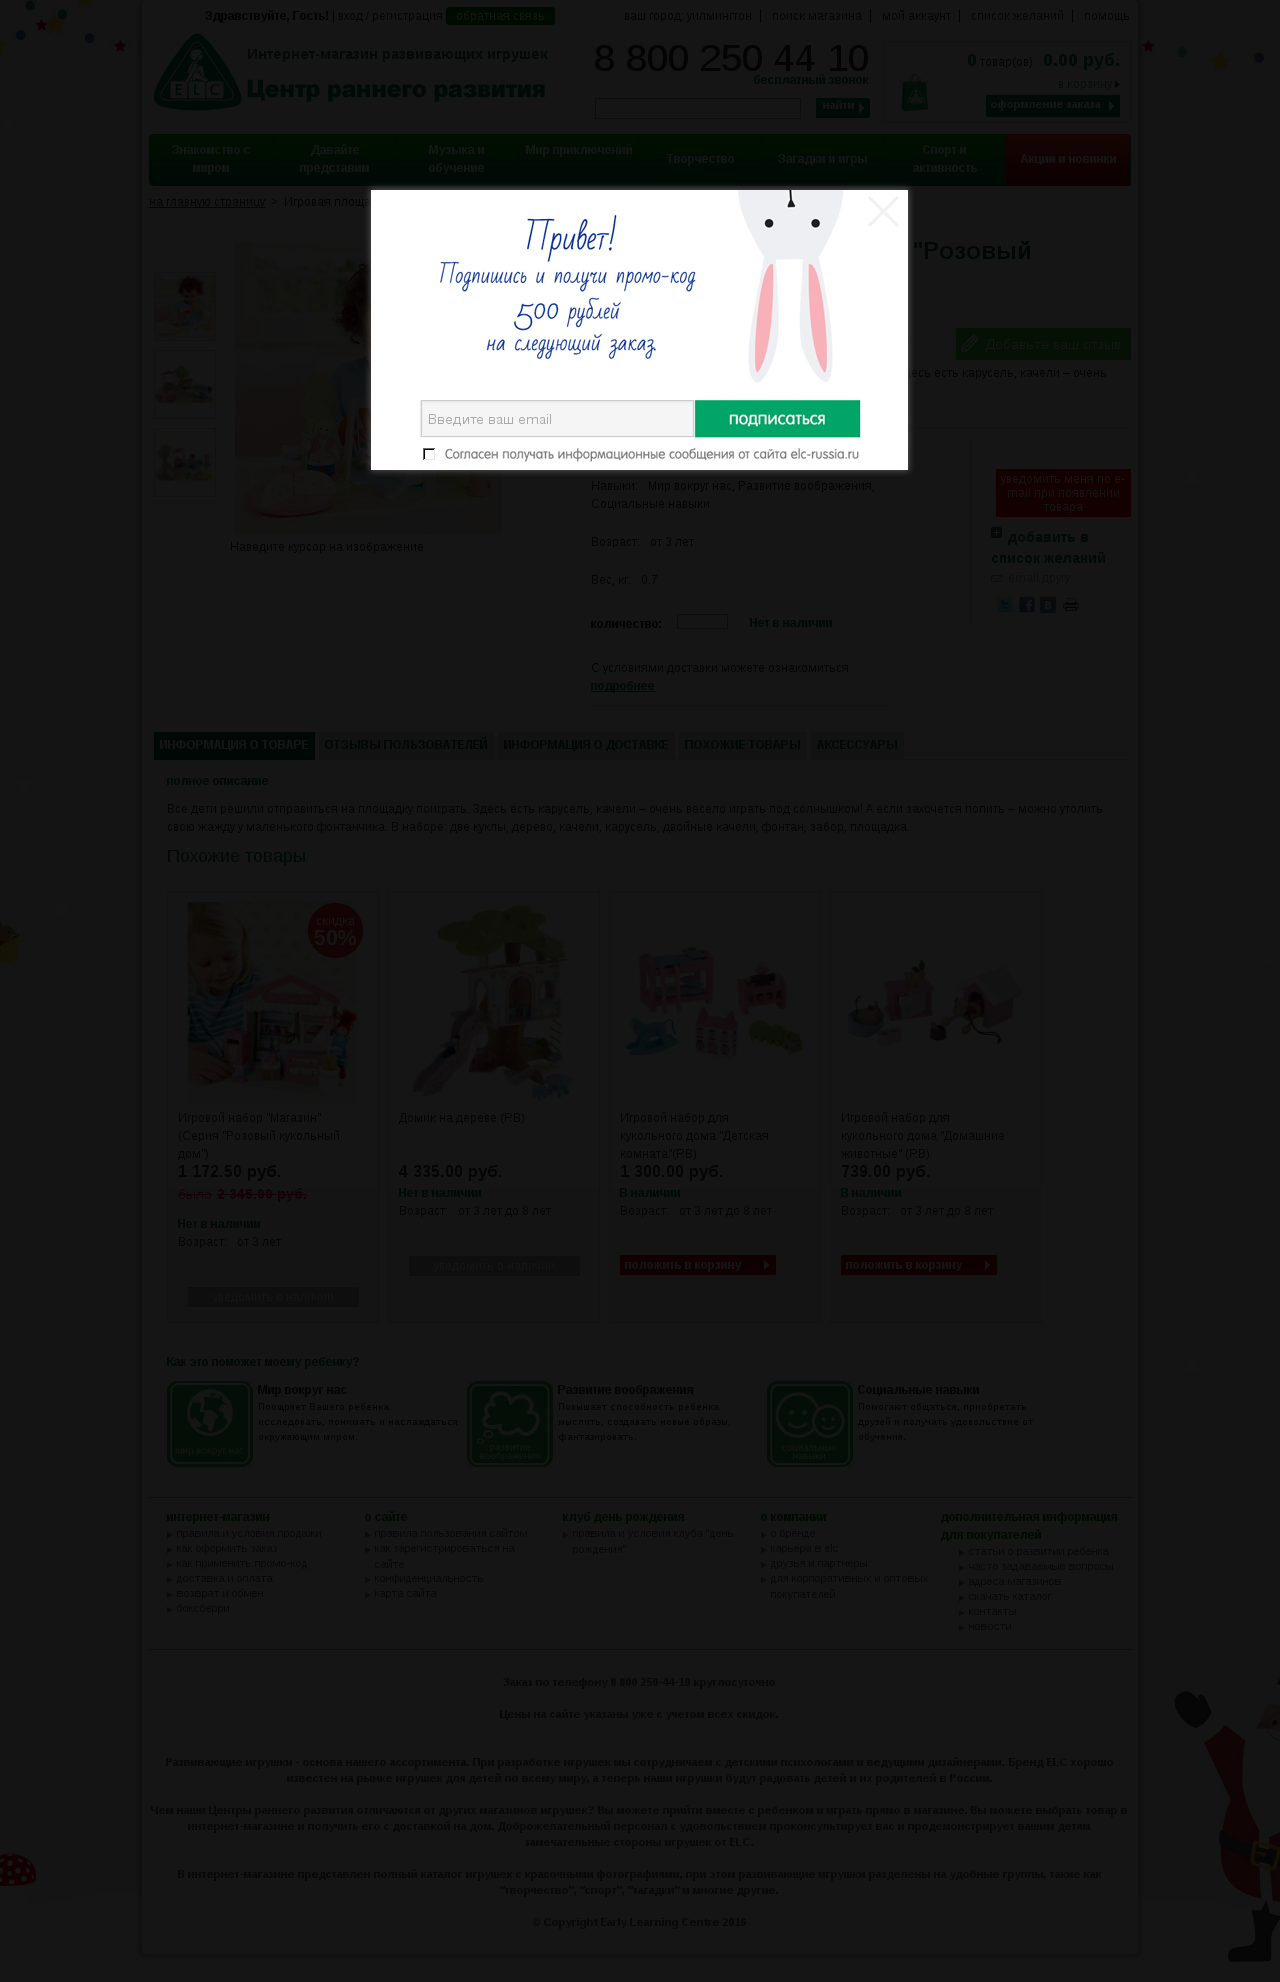 Здравствуйте, Гость! | вход / регистрация обратная связь
ваш город: уилмингтон | поиск магазина | мой аккаунт | список желаний | помощь
Интернет-магазин развивающих игрушек
Центр раннего развития
ELC
8 800 250 44 10
бесплатный звонок
найти
0 товар(ов) 0.00 руб.
в корзину
оформление заказа
Знакомство с миром
Давайте представим
Музыка и обучение
Мир приключений
Творчество
Загадки и игры
Спорт и активность
Акции и новинки
на главную страницу > Игровая
"Розовый
Привет!
Подпишись и получи промо-код
500 рублей
на следующий заказ.
Введите ваш email
ПОДПИСАТЬСЯ
Согласен получать информационные сообщения от сайта elc-russia.ru
Добавьте ваш отзыв
есть карусель, качели – очень
Наведите курсор на изображение
Навыки: Мир вокруг нас, Развитие воображения,
Социальные навыки
Возраст: от 3 лет
Вес, кг: 0.7
количество:
Нет в наличии
С условиями доставки можете ознакомиться
подробнее
уведомить меня по e-
mail при появлении
товара
добавить в
список желаний
email другу
ИНФОРМАЦИЯ О ТОВАРЕ
ОТЗЫВЫ ПОЛЬЗОВАТЕЛЕЙ
ИНФОРМАЦИЯ О ДОСТАВКЕ
ПОХОЖИЕ ТОВАРЫ
АКСЕССУАРЫ
полное описание
Все дети решили отправиться на площадку поиграть. Здесь есть карусель, качели – очень весело играть под солнышком! А если захочется попить – можно утолить
свою жажду у маленького фонтанчика. В наборе: две куклы, дерево, качели, карусель, двойные качели, фонтан, забор, площадка.
Похожие товары
СКИДКА
50%
Игровой набор "Магазин"
(Серия "Розовый кукольный
дом")
1 172.50 руб.
было 2 345.00 руб.
Нет в наличии
Возраст: от 3 лет
уведомить о наличии
Домик на дереве (РВ)
4 335.00 руб.
Нет в наличии
Возраст: от 3 лет до 8 лет
уведомить о наличии
Игровой набор для
кукольного дома "Детская
комната"(РВ)
1 300.00 руб.
В наличии
Возраст: от 3 лет до 8 лет
положить в корзину
Игровой набор для
кукольного дома "Домашние
животные" (РВ)
739.00 руб.
В наличии
Возраст: от 3 лет до 8 лет
положить в корзину
Как это поможет моему ребенку?
мир вокруг нас
Мир вокруг нас
Поощряет Вашего ребенка
исследовать, понимать и наслаждаться
окружающим миром.
развитие
воображения
Развитие воображения
Повышает способность ребенка
мыслить, создавать новые образы,
фантазировать.
социальные
навыки
Социальные навыки
Помогают общаться, приобретать
друзей и получать удовольствие от
обучения.
интернет-магазин
правила и условия продажи
как оформить заказ
как применить промо-код
доставка и оплата
возврат и обмен
боксберри
о сайте
правила пользования сайтом
как зарегистрироваться на
сайте
конфиденциальность
карта сайта
клуб день рождения
правила и условия клуба "день
рождения"
о компании
о бренде
карьера в elc
друзья и партнеры
для корпоративных и оптовых
покупателей
дополнительная информация
для покупателей
статьи о развитии ребенка
часто задаваемые вопросы
адреса магазинов
скачать каталог
контакты
новости
Заказ по телефону 8 800 250-44-10 круглосуточно
Цены на сайте указаны уже с учетом всех скидок.
Развивающие игрушки - основа нашего ассортимента. При разработке игрушек мы сотрудничаем с детскими психологами и ведущими дизайнерами. Бренд ELC хорошо
известен на рынке игрушек для детей по всему миру, а теперь наши игрушки будут радовать детей и их родителей в России.
Чем наши Центры раннего развития отличаются от других магазинов игрушек? Вы можете прийти вместе с ребенком и играть прямо в магазине. Вы можете выбрать товар в
интернет-магазине и получить его с доставкой на дом. Доброжелательный персонал с удовольствием проконсультирует вас и продемонстрирует вашим детям
замечательные стороны игрушек от ELC.
В интернет-магазине представлен полный каталог игрушек с красочными фотографиями, при этом развивающие игрушки разделены на удобные группы, такие как
"творчество", "спорт", "загадки" и многие другие.
© Copyright Early Learning Centre 2016